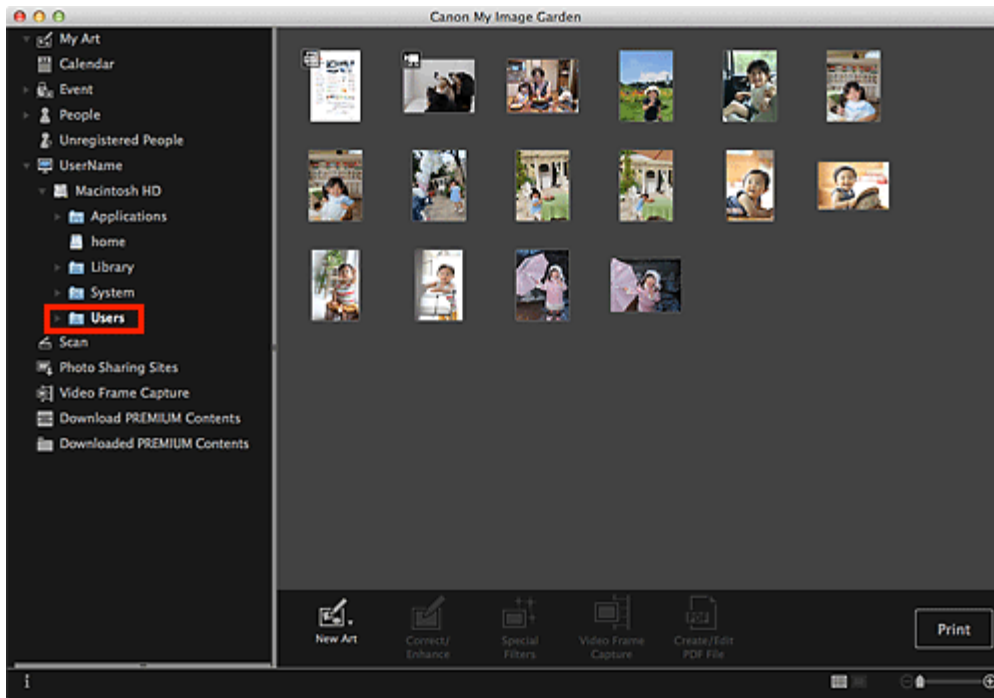 Canon My Image Garden
My Art
Calendar
Event
People
Unregistered People
UserName
Macintosh HD
Applications
home
Library
System
Users
Scan
Photo Sharing Sites
Video Frame Capture
Download PREMIUM Contents
Downloaded PREMIUM Contents
New Art
Correct/
Enhance
Special
Filters
Video Frame
Capture
Create/Edit
PDF File
Print